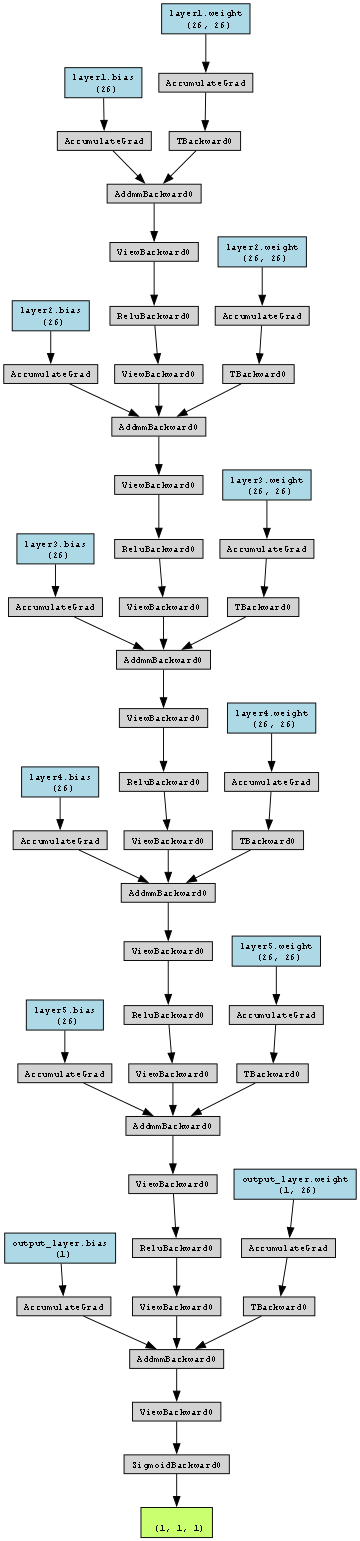 layer1.weight
(26, 26)
layer1.bias
(26)
AccumulateGrad
AccumulateGrad
TBackward0
AddmmBackward0
ViewBackward0
layer2.weight
(26, 26)
layer2.bias
(26)
ReluBackward0
AccumulateGrad
AccumulateGrad
ViewBackward0
TBackward0
AddmmBackward0
ViewBackward0
layer3.weight
(26, 26)
layer3.bias
(26)
ReluBackward0
AccumulateGrad
AccumulateGrad
ViewBackward0
TBackward0
AddmmBackward0
ViewBackward0
layer4.weight
(26, 26)
layer4.bias
(26)
ReluBackward0
AccumulateGrad
AccumulateGrad
ViewBackward0
TBackward0
AddmmBackward0
ViewBackward0
layer5.weight
(26, 26)
layer5.bias
(26)
ReluBackward0
AccumulateGrad
AccumulateGrad
ViewBackward0
TBackward0
AddmmBackward0
ViewBackward0
output_layer.weight
(1, 26)
output_layer.bias
(1)
ReluBackward0
AccumulateGrad
AccumulateGrad
ViewBackward0
TBackward0
AddmmBackward0
ViewBackward0
SigmoidBackward0
(1, 1, 1)